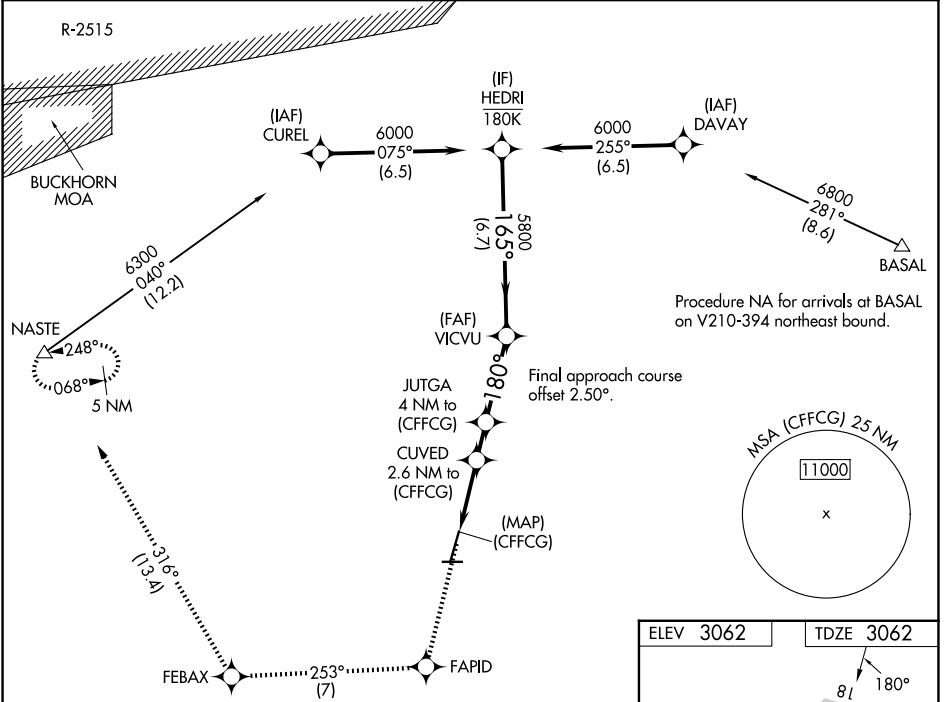 R-2515
BUCKHORN
MOA
(IAF)
CUREL
6000
075°
(6.5)
(IF)
HEDRI
180K
6000
255°
(6.5)
(IAF)
DAVAY
6800
281°
(8.6)
BASAL
Procedure NA for arrivals at BASAL
on V210-394 northeast bound.
6300
040°
(12.2)
5800
165°
(6.7)
NASTE
248°
068°
5 NM
(FAF)
VICVU
180°
Final approach course
offset 2.50°.
JUTGA
4 NM to
(CFFCG)
CUVED
2.6 NM to
(CFFCG)
(MAP)
(CFFCG)
MSA (CFFCG) 25 NM
11000
x
316°
(13.4)
FEBAX
253°
(7)
FAPID
ELEV 3062
TDZE 3062
18
180°